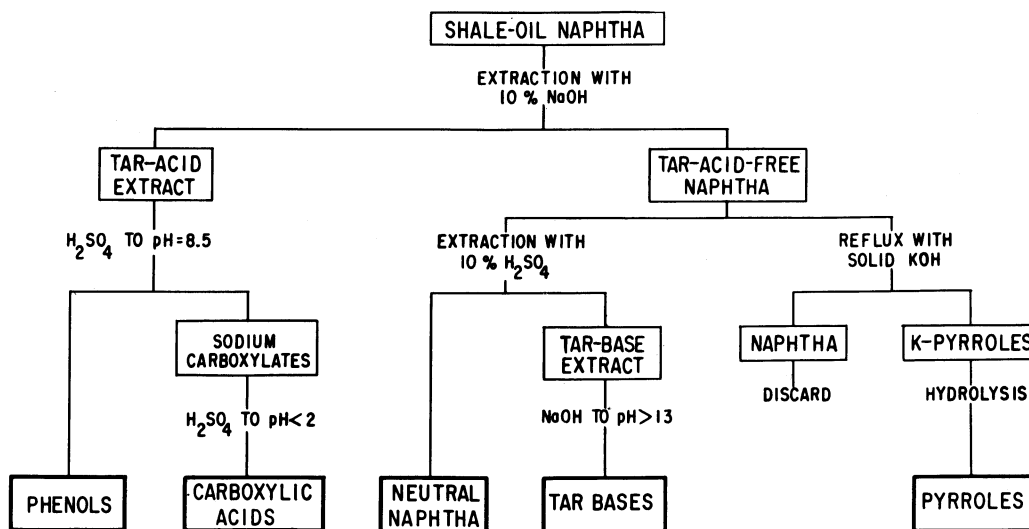 SHALE-OIL NAPHTHA
EXTRACTION WITH
10 % NaOH
TAR-ACID
EXTRACT
TAR-ACID-FREE
NAPHTHA
H2SO4 TO pH=8.5
EXTRACTION WITH
10 % H2SO4
REFLUX WITH
SOLID KOH
SODIUM
CARBOXYLATES
TAR-BASE
EXTRACT
NAPHTHA
K-PYRROLES
H2SO4 TO pH<2
NaOH TO pH>13
DISCARD
HYDROLYSIS
PHENOLS
CARBOXYLIC
ACIDS
NEUTRAL
NAPHTHA
TAR BASES
PYRROLES